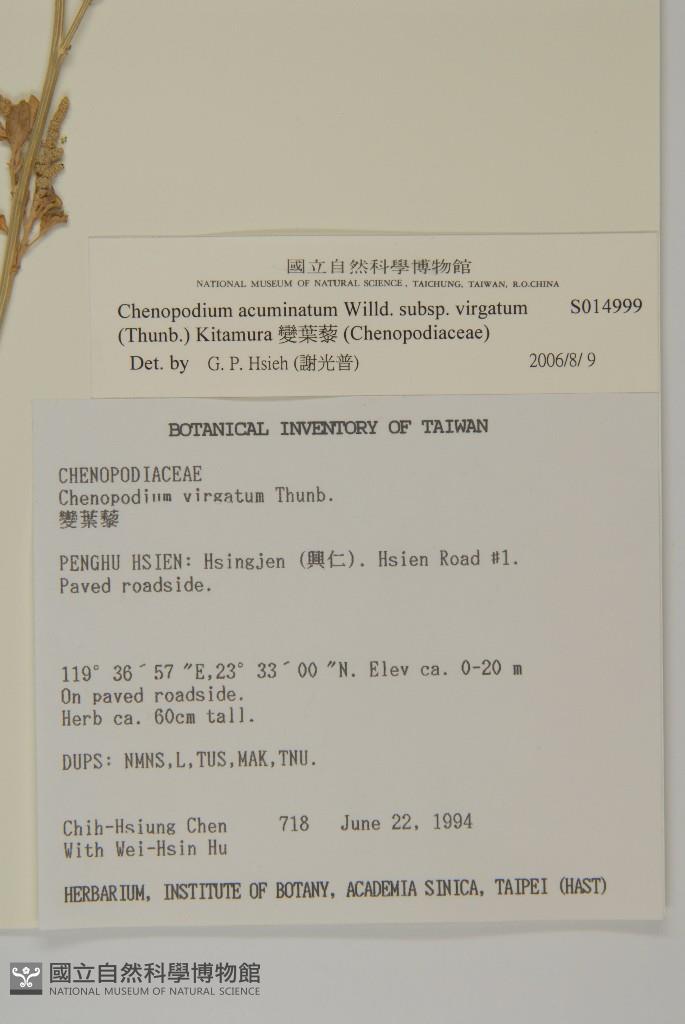 國立自然科學博物館
NATIONAL MUSEUM OF NATURAL SCIENCE, TAICHUNG, TAIWAN, R.O.CHINA
Chenopodium acuminatum Willd. subsp. virgatum S014999
(Thunb.) Kitamura 變葉藜 (Chenopodiaceae)
Det. by G. P. Hsieh (謝光普) 2006/8/ 9
BOTANICAL INVENTORY OF TAIWAN
CHENOPODIACEAE
Chenopodium virgatum Thunb.
變葉藜
PENGHU HSIEN: Hsingjen (興仁). Hsien Road #1.
Paved roadside.
119° 36´57 ″E,23° 33´00 ″N. Elev ca. 0-20 m
On paved roadside.
Herb ca. 60cm tall.
DUPS: NMNS,L,TUS,MAK,TNU.
Chih-Hsiung Chen 718 June 22, 1994
With Wei-Hsin Hu
HERBARIUM, INSTITUTE OF BOTANY, ACADEMIA SINICA, TAIPEI (HAST)
國立自然科學博物館
NATIONAL MUSEUM OF NATURAL SCIENCE